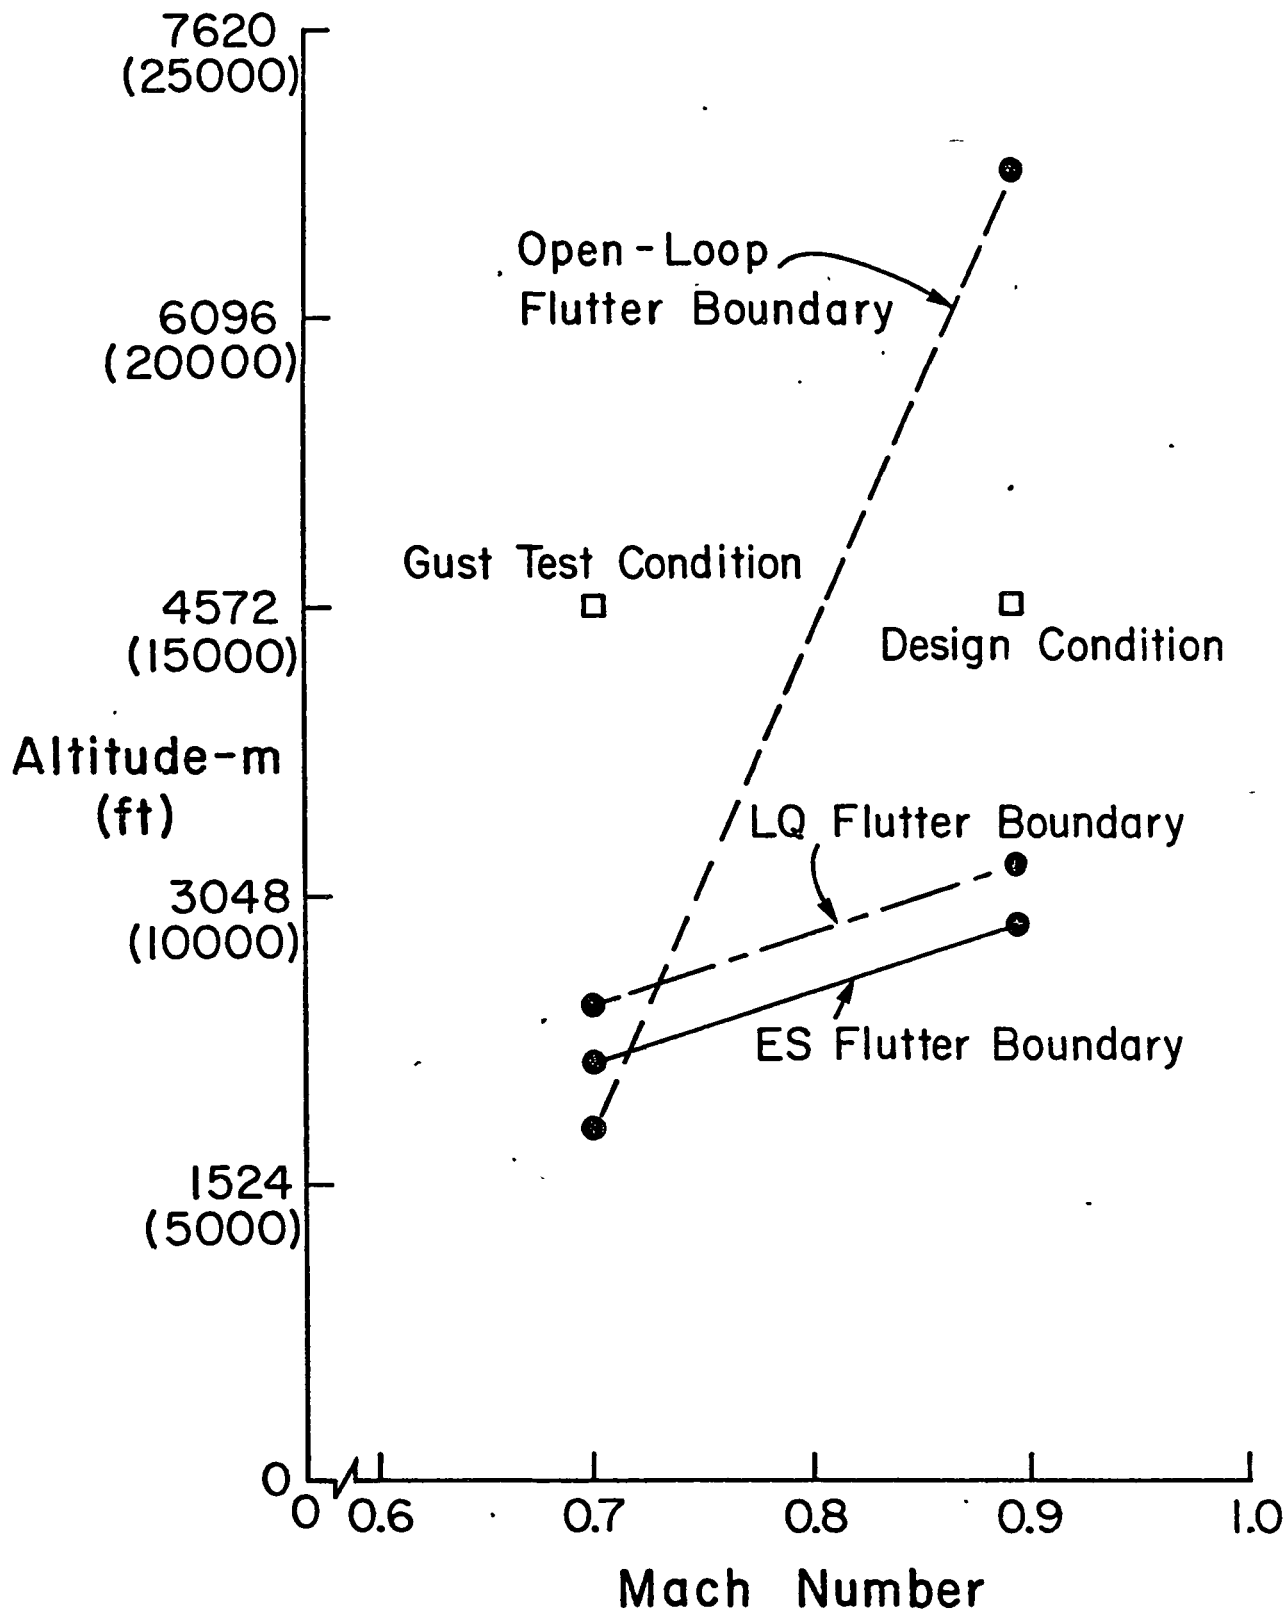 7620
(25000)
Open-Loop
Flutter Boundary
6096
(20000)
Gust Test Condition
4572
(15000)
Design Condition
Altitude-m
(ft)
LQ Flutter Boundary
3048
(10000)
ES Flutter Boundary
1524
(5000)
0
0 0.6 0.7 0.8 0.9 1.0
Mach Number